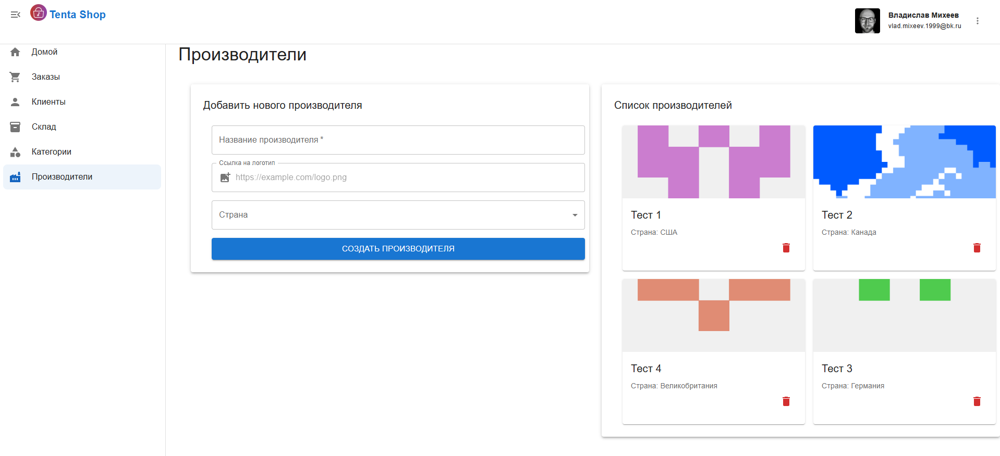 Tenta Shop
Владислав Михеев
vlad.mixeev.1999@bk.ru
Домой
Заказы
Клиенты
Склад
Категории
Производители
Производители
Добавить нового производителя
Название производителя *
Ссылка на логотип
https://example.com/logo.png
Страна
СОЗДАТЬ ПРОИЗВОДИТЕЛЯ
Список производителей
Тест 1
Страна: США
Тест 2
Страна: Канада
Тест 4
Страна: Великобритания
Тест 3
Страна: Германия